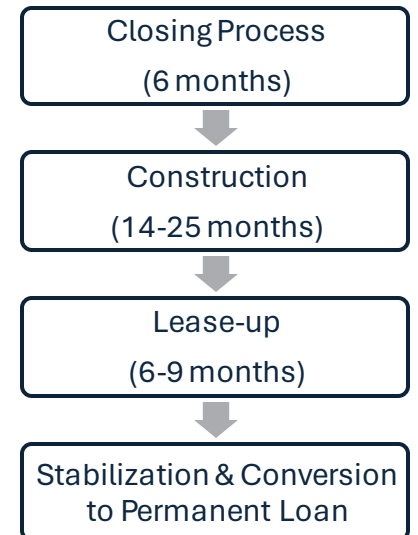 Closing Process
(6 months)
Construction
(14-25 months)
Lease-up
(6-9 months)
Stabilization & Conversion
to Permanent Loan